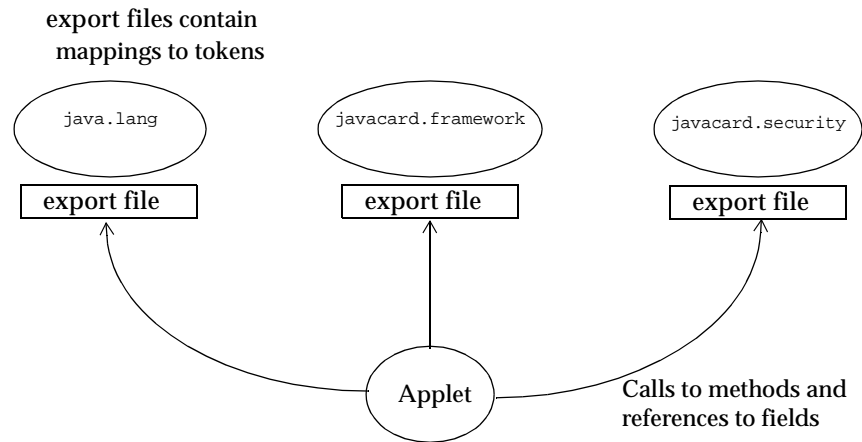 export files contain
mappings to tokens
java.lang
javacard.framework
javacard.security
export file
export file
export file
Applet
Calls to methods and
references to fields